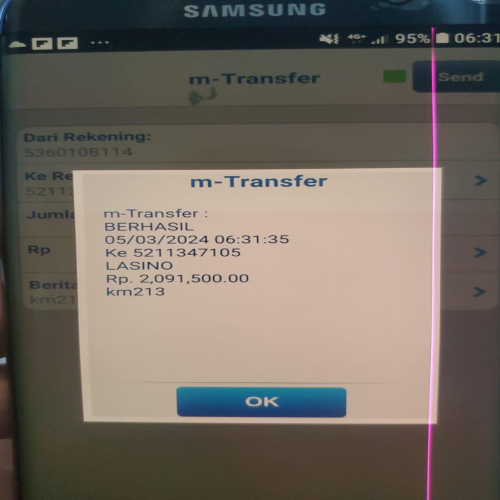 SAMSUNG
4G+ 95% 06:31
m-Transfer
Send
Dari Rekening:
5360108114
Ke Re
5211
Jumla
Rp
Berita
km21
m-Transfer
m-Transfer :
BERHASIL
05/03/2024 06:31:35
Ke 5211347105
LASINO
Rp. 2,091,500.00
km213
OK